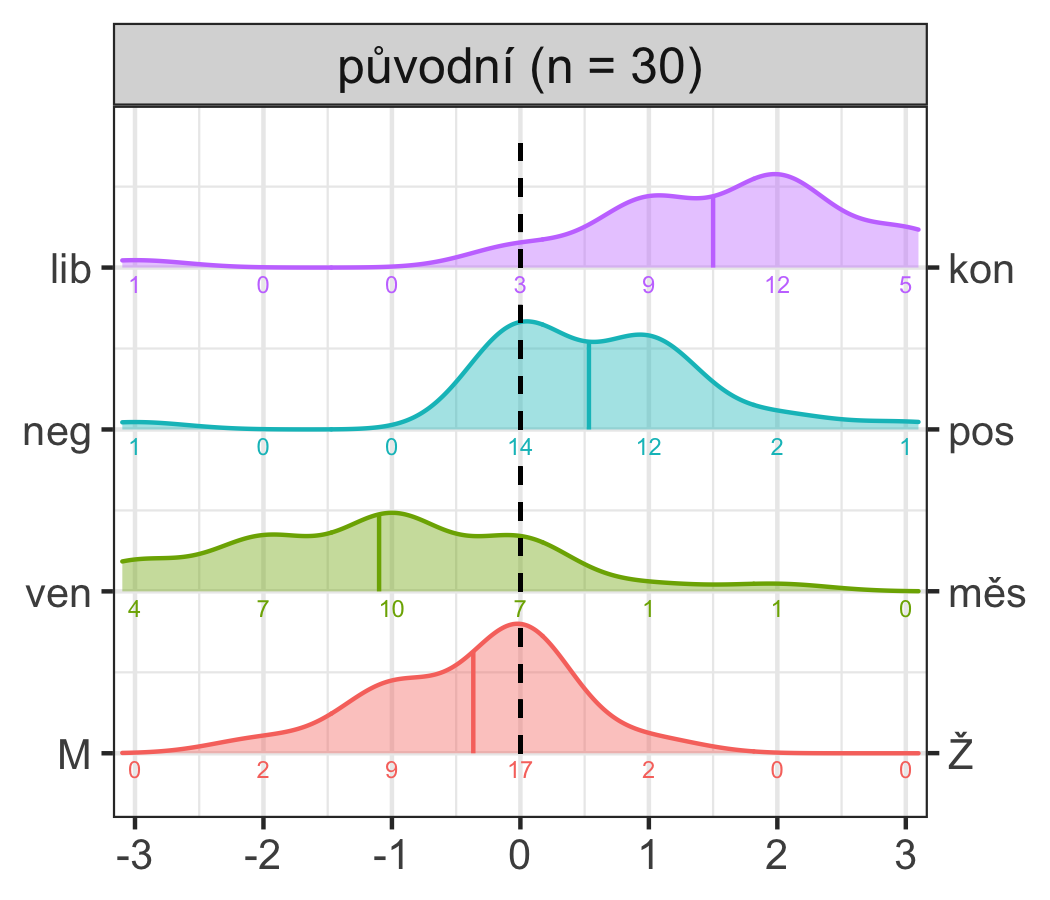 původní (n = 30)
lib kon
1 0 0 3 9 12 5
neg pos
1 0 0 14 12 2 1
ven měs
4 7 10 7 1 1 0
M Ž
0 2 9 17 2 0 0
-3 -2 -1 0 1 2 3